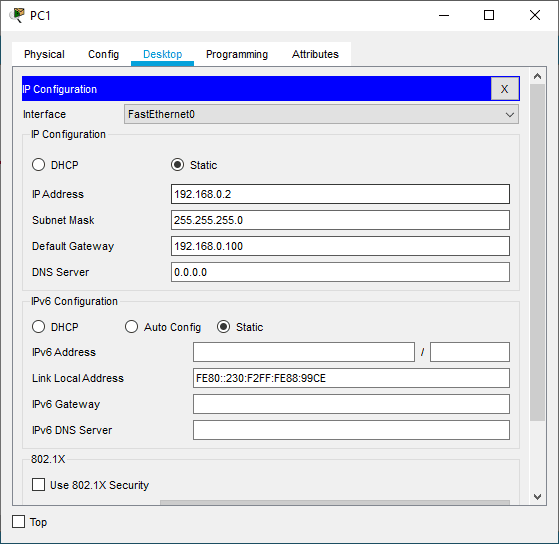 PC1
Physical Config Desktop Programming Attributes
IP Configuration X
Interface FastEthernet0
IP Configuration
DHCP Static
IP Address 192.168.0.2
Subnet Mask 255.255.255.0
Default Gateway 192.168.0.100
DNS Server 0.0.0.0
IPv6 Configuration
DHCP Auto Config Static
IPv6 Address /
Link Local Address FE80::230:F2FF:FE88:99CE
IPv6 Gateway
IPv6 DNS Server
802.1X
Use 802.1X Security
Top